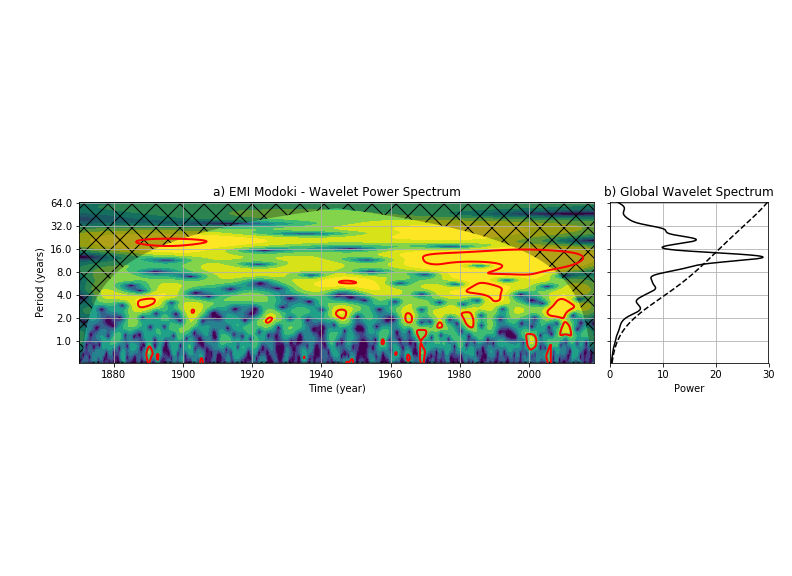 a) EMI Modoki - Wavelet Power Spectrum
b) Global Wavelet Spectrum
Period (years)
64.0
32.0
16.0
8.0
4.0
2.0
1.0
1880 1900 1920 1940 1960 1980 2000
Time (year)
0 10 20 30
Power